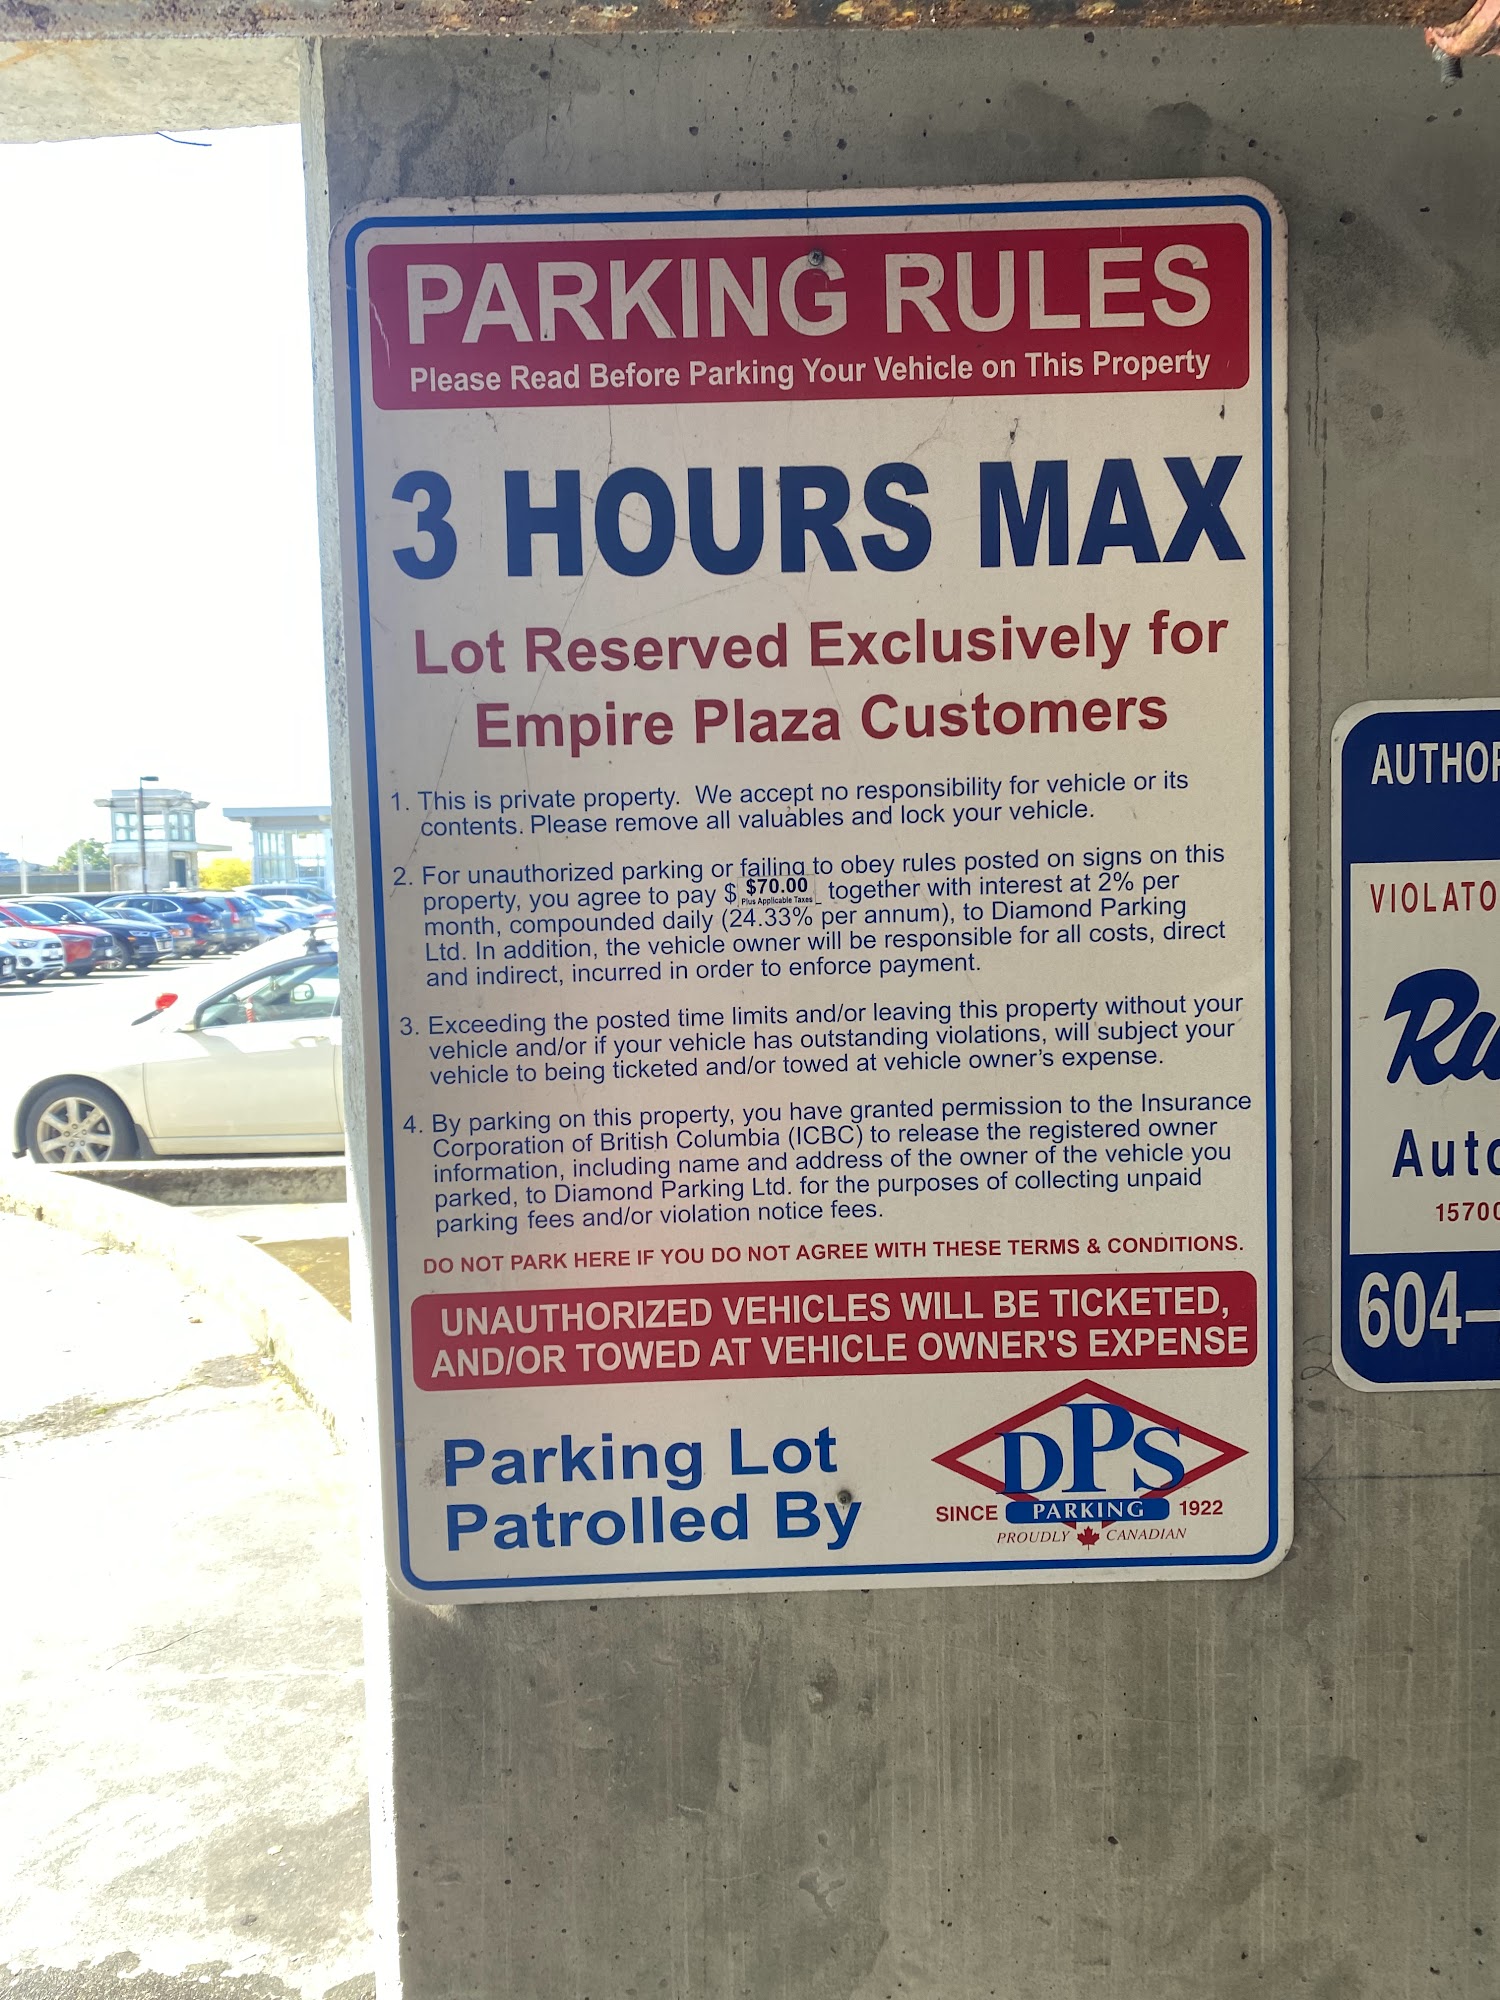 PARKING RULES
Please Read Before Parking Your Vehicle on This Property
3 HOURS MAX
Lot Reserved Exclusively for
Empire Plaza Customers
1. This is private property. We accept no responsibility for vehicle or its
contents. Please remove all valuables and lock your vehicle.
2. For unauthorized parking or failing to obey rules posted on signs on this
property, you agree to pay $ $70.00 together with interest at 2% per
Plus Applicable Taxes
month, compounded daily (24.33% per annum), to Diamond Parking
Ltd. In addition, the vehicle owner will be responsible for all costs, direct
and indirect, incurred in order to enforce payment.
3. Exceeding the posted time limits and/or leaving this property without your
vehicle and/or if your vehicle has outstanding violations, will subject your
vehicle to being ticketed and/or towed at vehicle owner's expense.
4. By parking on this property, you have granted permission to the Insurance
Corporation of British Columbia (ICBC) to release the registered owner
information, including name and address of the owner of the vehicle you
parked, to Diamond Parking Ltd. for the purposes of collecting unpaid
parking fees and/or violation notice fees.
DO NOT PARK HERE IF YOU DO NOT AGREE WITH THESE TERMS & CONDITIONS.
UNAUTHORIZED VEHICLES WILL BE TICKETED,
AND/OR TOWED AT VEHICLE OWNER'S EXPENSE
Parking Lot
Patrolled By
DPS
SINCE PARKING 1922
PROUDLY CANADIAN
AUTHOR
VIOLATO
Ru
Auto
15700
604-